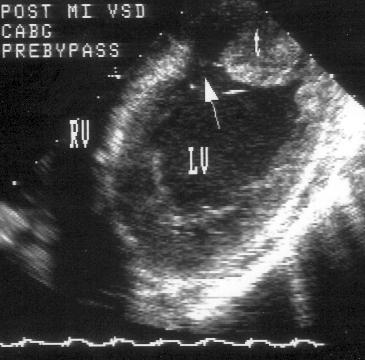 POST MI VSD
CABG
PREBYPASS
RV
LV